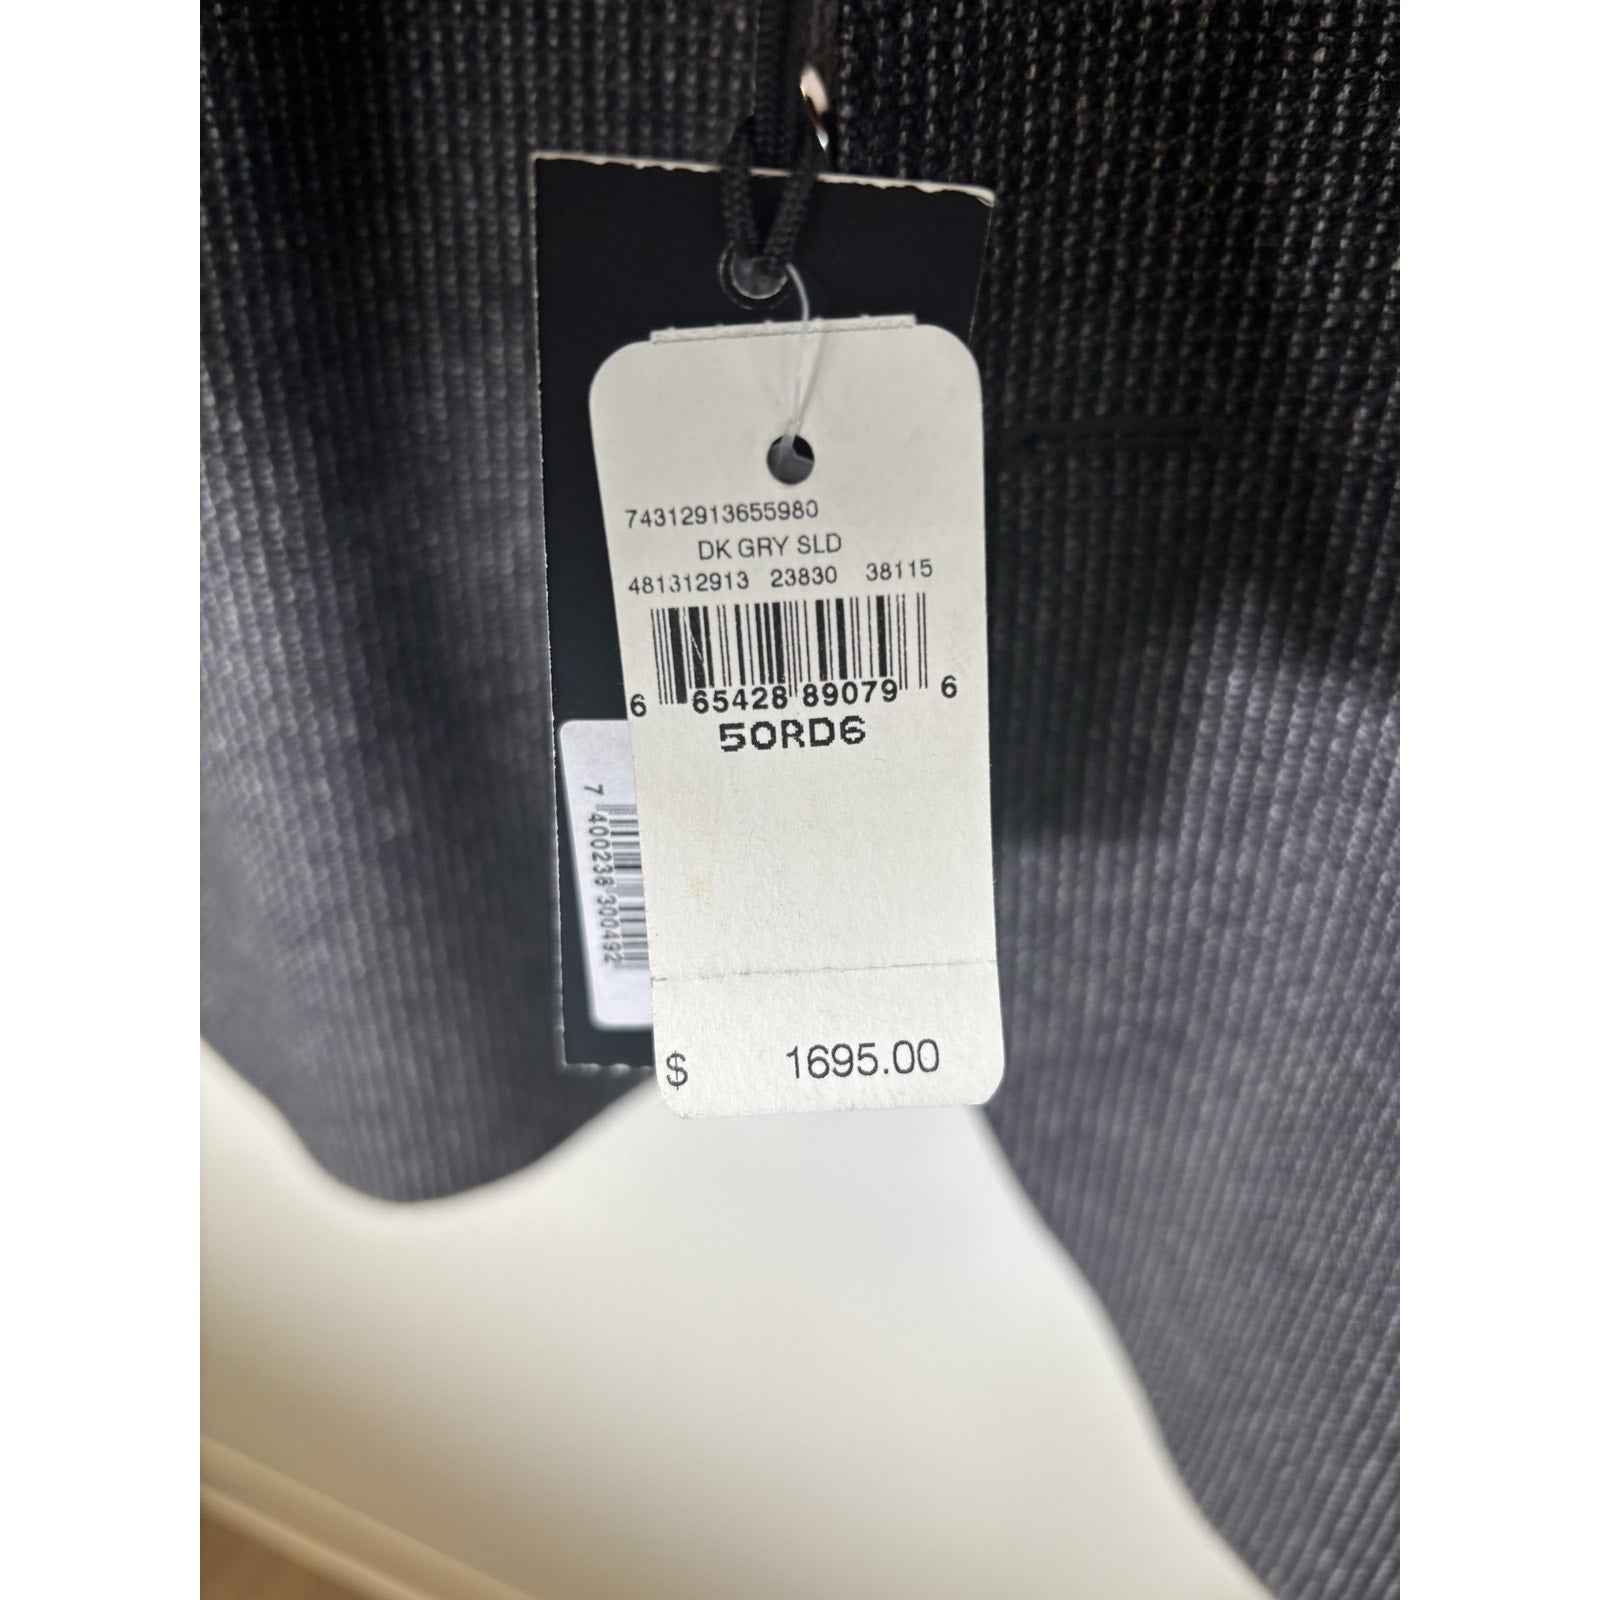 74312913655980
DK GRY SLD
481312913 23830 38115
6 65428 89079 6
50RD6
7 400238 300492
$ 1695.00